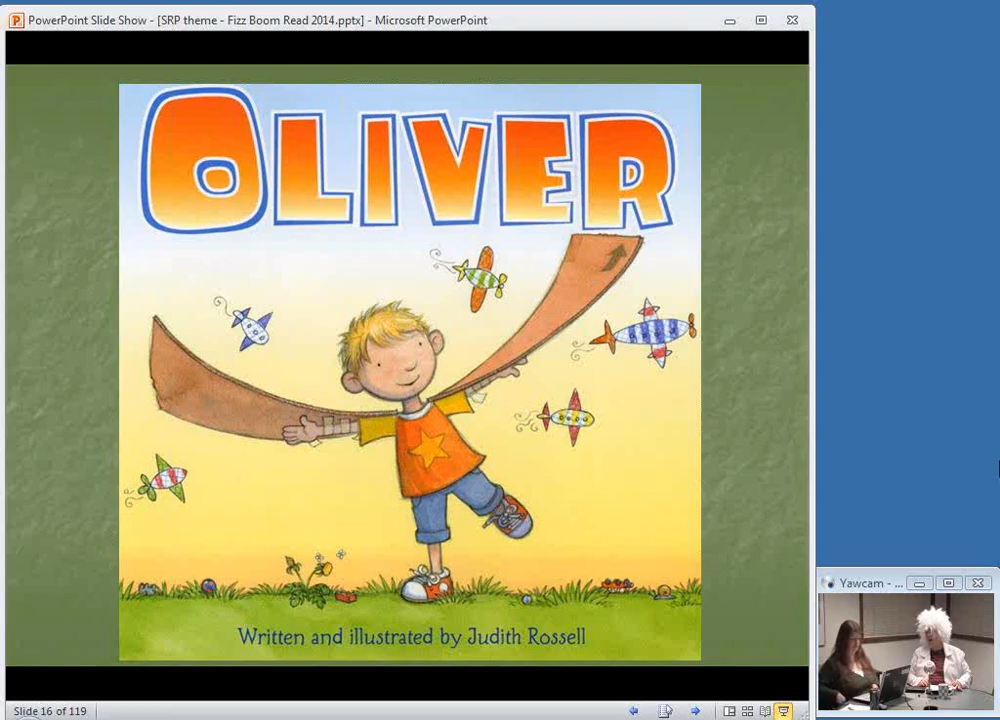 PowerPoint Slide Show - [SRP theme - Fizz Boom Read 2014.pptx] - Microsoft PowerPoint
OLIVER
Written and illustrated by Judith Rossell
Yawcam - ...
Slide 16 of 119